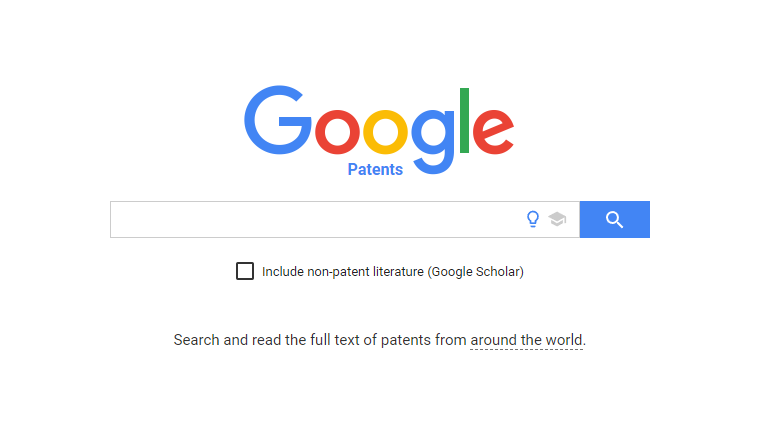 Google
Patents
Include non-patent literature (Google Scholar)
Search and read the full text of patents from around the world.